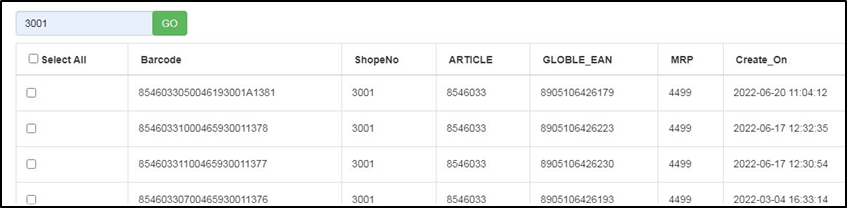 3001 GO
Select All Barcode ShopeNo ARTICLE GLOBLE_EAN MRP Create_On
8546033050046193001A1381 3001 8546033 8905106426179 4499 2022-06-20 11:04:12
85460331000465930011378 3001 8546033 8905106426223 4499 2022-06-17 12:32:35
85460331100465930011377 3001 8546033 8905106426230 4499 2022-06-17 12:30:54
85460330700465930011376 3001 8546033 8905106426193 4499 2022-03-04 16:33:14